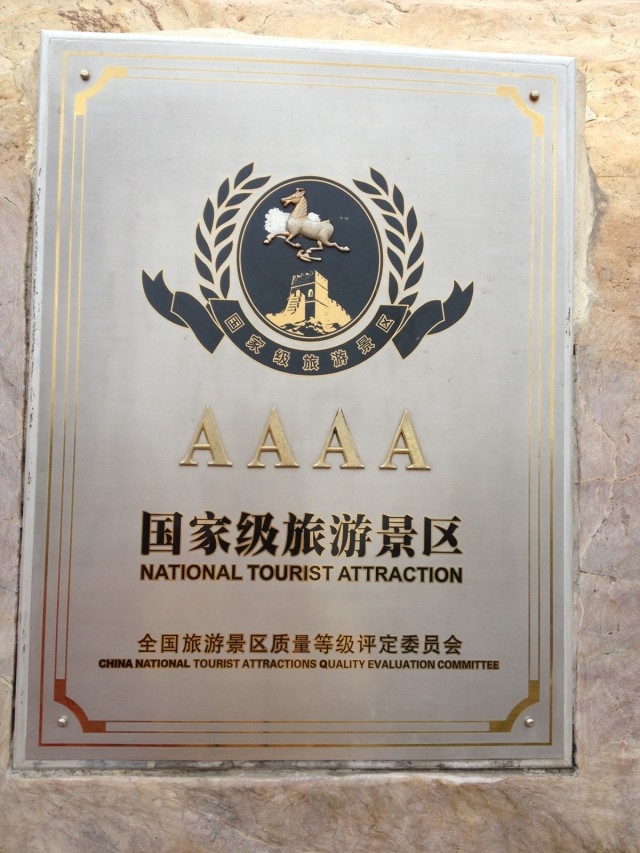 国家级旅游景区
AAAA
国家级旅游景区
NATIONAL TOURIST ATTRACTION
全国旅游景区质量等级评定委员会
CHINA NATIONAL TOURIST ATTRACTIONS QUALITY EVALUATION COMMITTEE